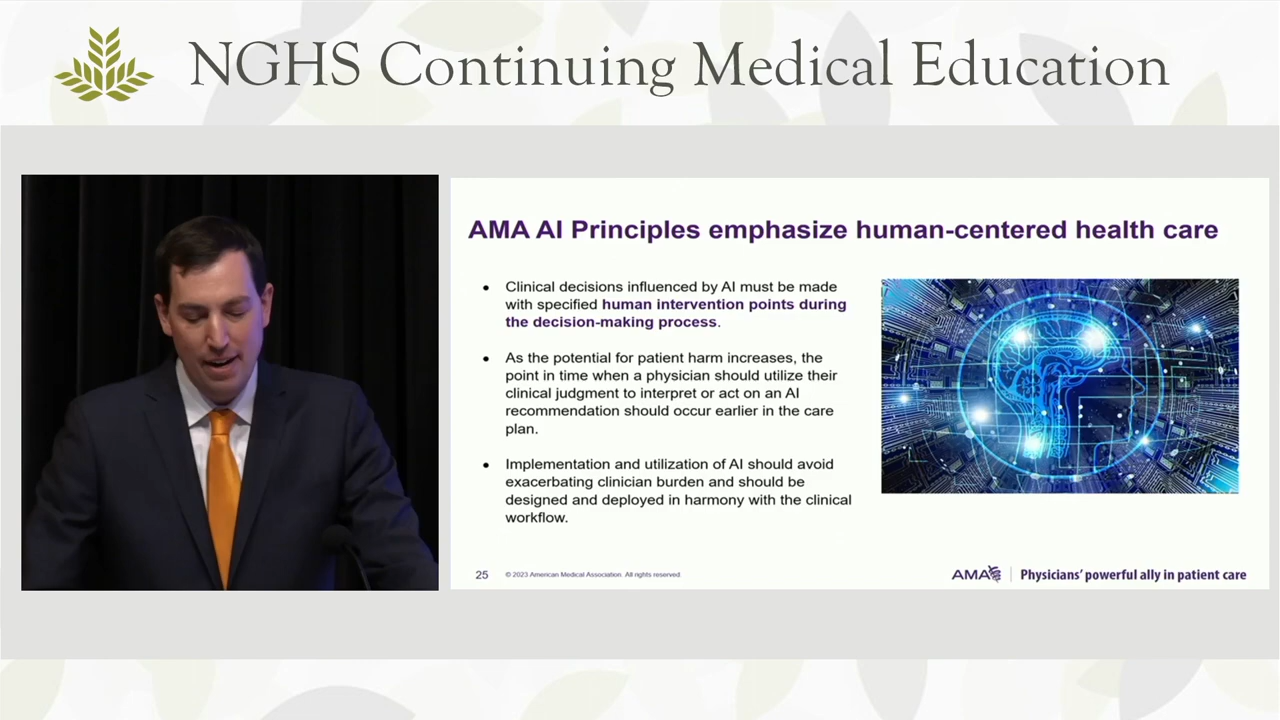 NGHS Continuing Medical Education
AMA AI Principles emphasize human-centered health care
• Clinical decisions influenced by AI must be made
with specified human intervention points during
the decision-making process.
• As the potential for patient harm increases, the
point in time when a physician should utilize their
clinical judgment to interpret or act on an AI
recommendation should occur earlier in the care
plan.
• Implementation and utilization of AI should avoid
exacerbating clinician burden and should be
designed and deployed in harmony with the clinical
workflow.
25 © 2023 American Medical Association. All rights reserved.
AMA | Physicians' powerful ally in patient care